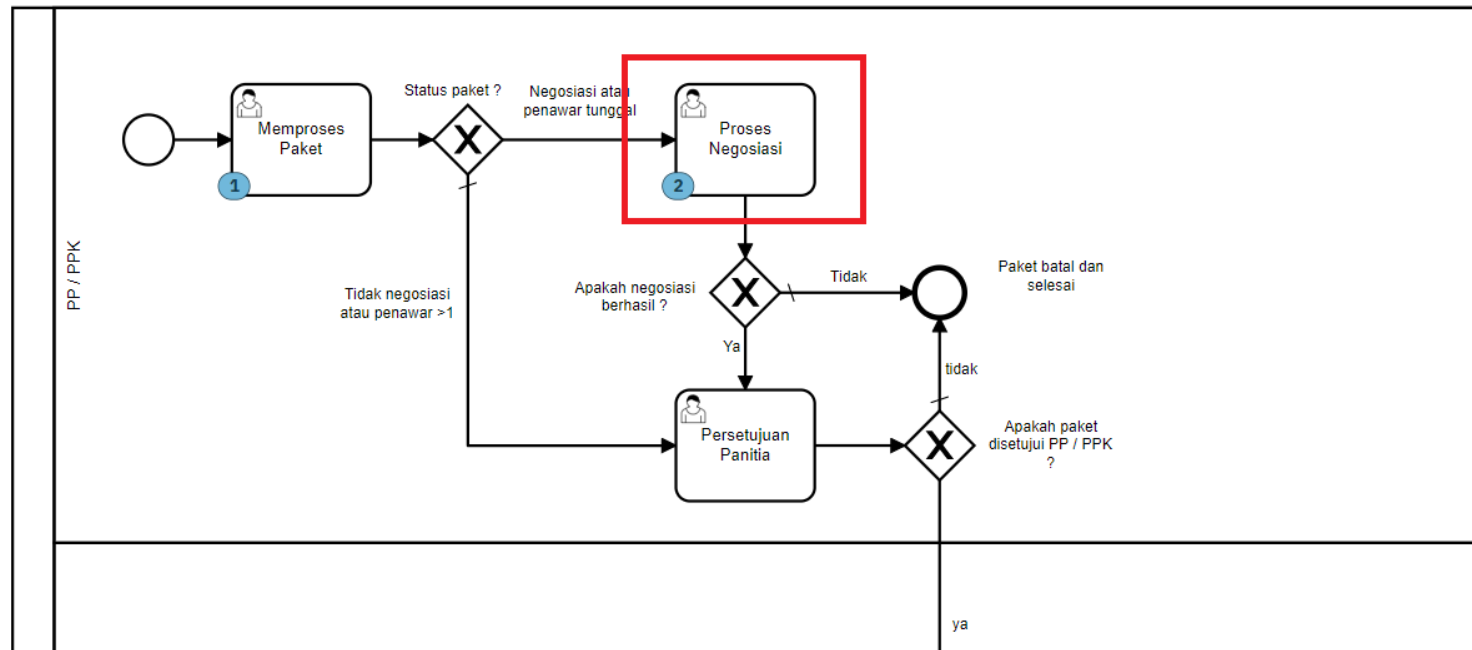 PP / PPK
Memproses
Paket
1
Status paket ?
Negosiasi atau
penawar tunggal
Proses
Negosiasi
2
Tidak negosiasi
atau penawar >1
Apakah negosiasi
berhasil ?
Tidak
Paket batal dan
selesai
Ya
tidak
Persetujuan
Panitia
Apakah paket
disetujui PP / PPK
?
ya